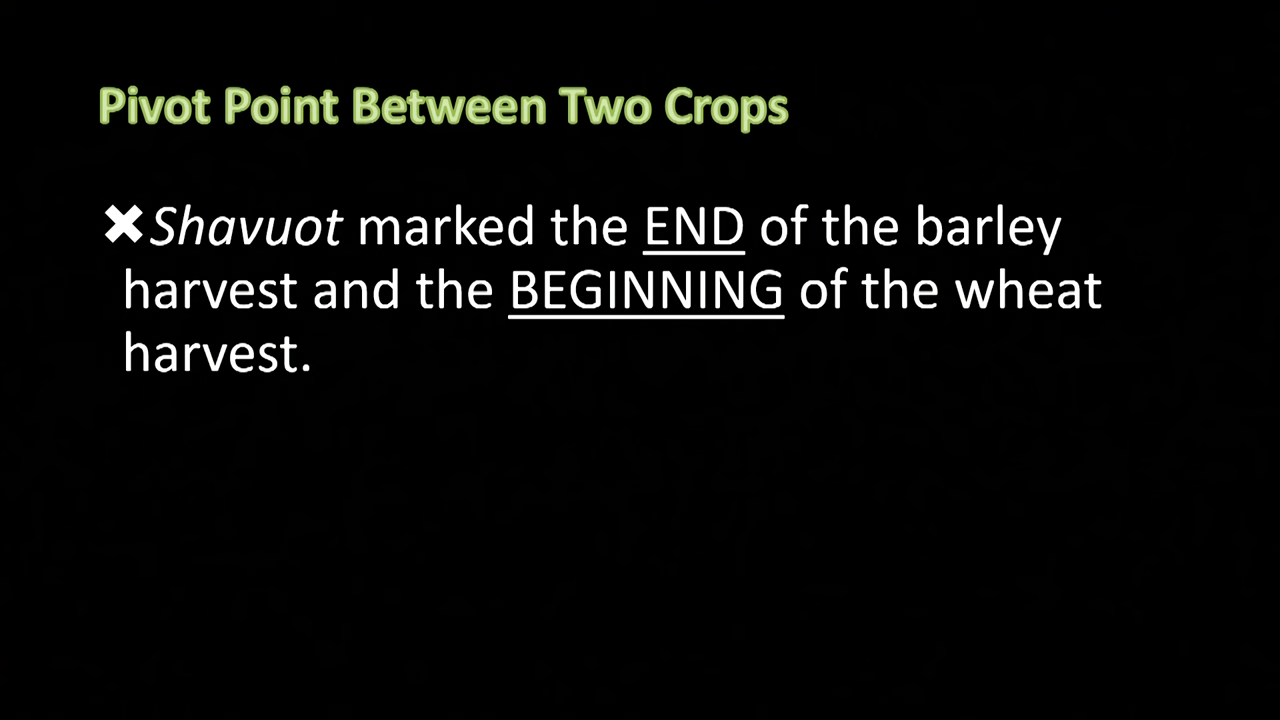 Pivot Point Between Two Crops
✖Shavuot marked the END of the barley
harvest and the BEGINNING of the wheat
harvest.